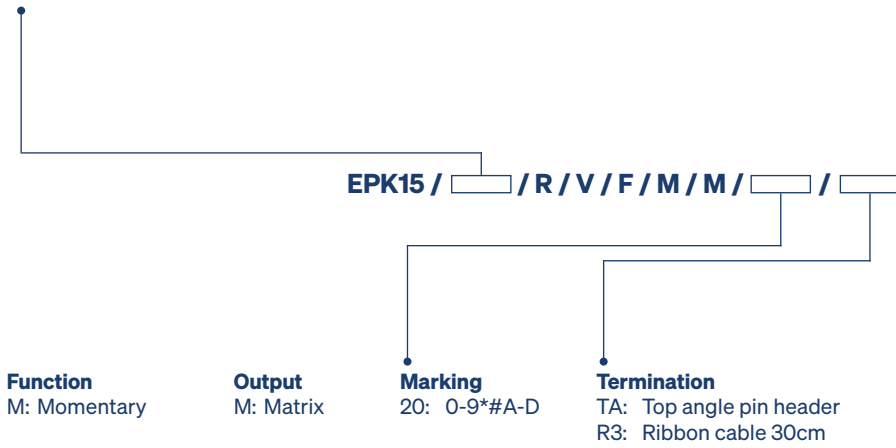 EPK15 / / R / V / F / M / M / /
Function
M: Momentary
Output
M: Matrix
Marking
20: 0-9*#A-D
Termination
TA: Top angle pin header
R3: Ribbon cable 30cm